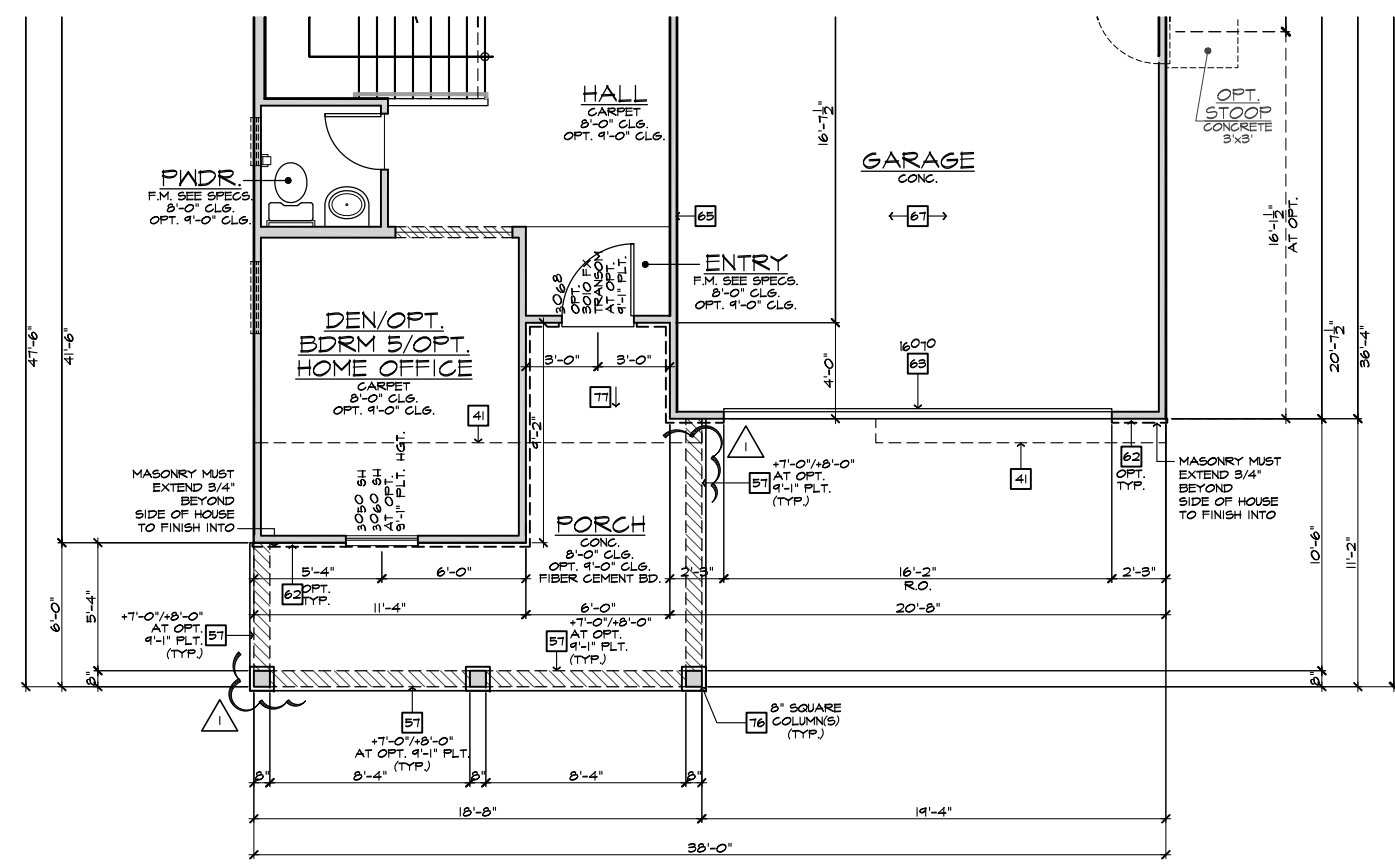 HALL
CARPET
8'-0" CLG.
OPT. 9'-0" CLG.
OPT.
STOOP
CONCRETE
3'x3'
16'-7½"
GARAGE
CONC.
PWDR.
F.M. SEE SPECS.
8'-0" CLG.
OPT. 9'-0" CLG.
65
67
16'-1½"
AT OPT.
ENTRY
F.M. SEE SPECS.
8'-0" CLG.
OPT. 9'-0" CLG.
3068
OPT.
3010 FX
TRANSOM
AT OPT.
9'-1" PLT.
DEN/OPT.
BDRM 5/OPT.
HOME OFFICE
CARPET
8'-0" CLG.
OPT. 9'-0" CLG.
47'-6"
41'-6"
3'-0"
3'-0"
16070
63
4'-0"
20'-7½"
36'-4"
77
41
9'-2"
1
MASONRY MUST
EXTEND 3/4"
BEYOND
SIDE OF HOUSE
TO FINISH INTO
3050 SH
3060 SH
AT OPT.
9'-1" PLT. HGT.
57
+7'-0"/+8'-0"
AT OPT.
9'-1" PLT.
(TYP.)
41
62
OPT.
TYP.
MASONRY MUST
EXTEND 3/4"
BEYOND
SIDE OF HOUSE
TO FINISH INTO
PORCH
CONC.
8'-0" CLG.
OPT. 9'-0" CLG.
FIBER CEMENT BD.
10'-6"
11'-2"
5'-4"
6'-0"
2'-3"
16'-2"
R.O.
2'-3"
62
OPT.
TYP.
11'-4"
6'-0"
20'-8"
6'-0"
5'-4"
8"
+7'-0"/+8'-0"
AT OPT.
9'-1" PLT.
(TYP.)
57
57
+7'-0"/+8'-0"
AT OPT.
9'-1" PLT.
(TYP.)
8"
1
57
+7'-0"/+8'-0"
AT OPT. 9'-1" PLT.
(TYP.)
76
8" SQUARE
COLUMN(S)
(TYP.)
8"
8'-4"
8"
8'-4"
8"
18'-8"
19'-4"
38'-0"